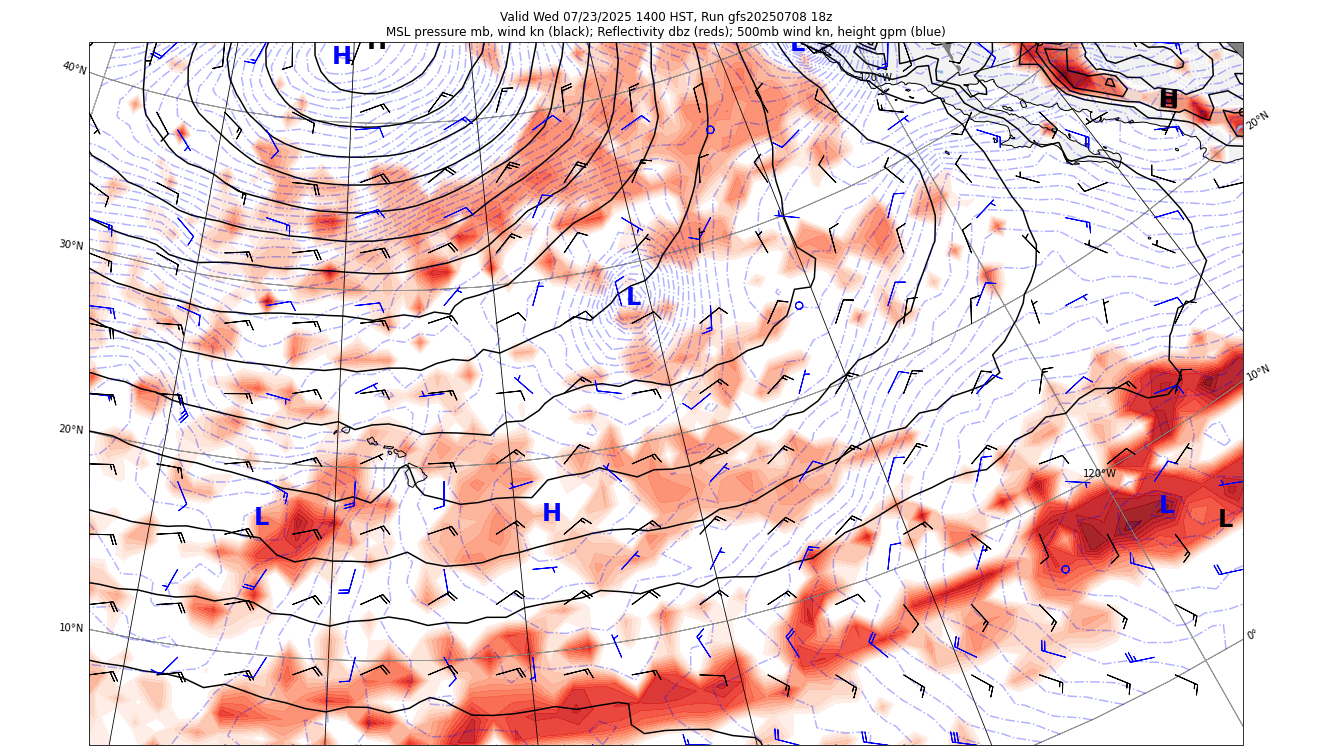 Valid Wed 07/23/2025 1400 HST, Run gfs20250708 18z
MSL pressure mb, wind kn (black); Reflectivity dbz (reds); 500mb wind kn, height gpm (blue)
H
H
L
40°N
120°W
H
20°N
30°N
L
10°N
20°N
120°W
L
H
L
L
10°N
0°